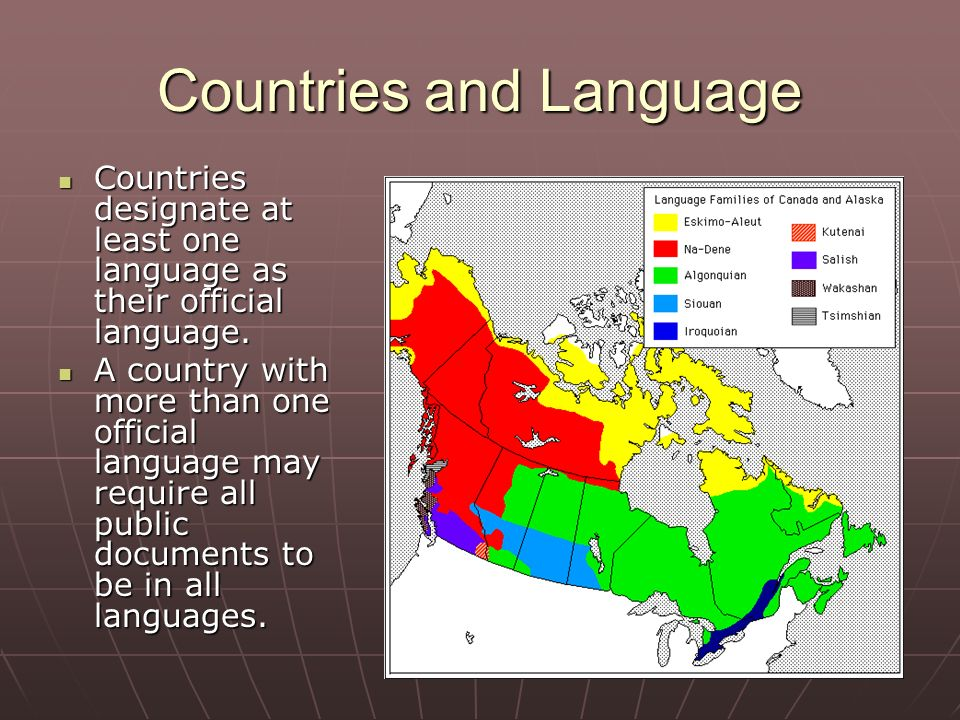 Countries and Language
Countries
designate at
least one
language as
their official
language.
A country with
more than one
official
language may
require all
public
documents to
be in all
languages.
Language Families of Canada and Alaska
Eskimo-Aleut
Na-Dene
Algonquian
Siouan
Iroquoian
Kutenai
Salish
Wakashan
Tsimshian